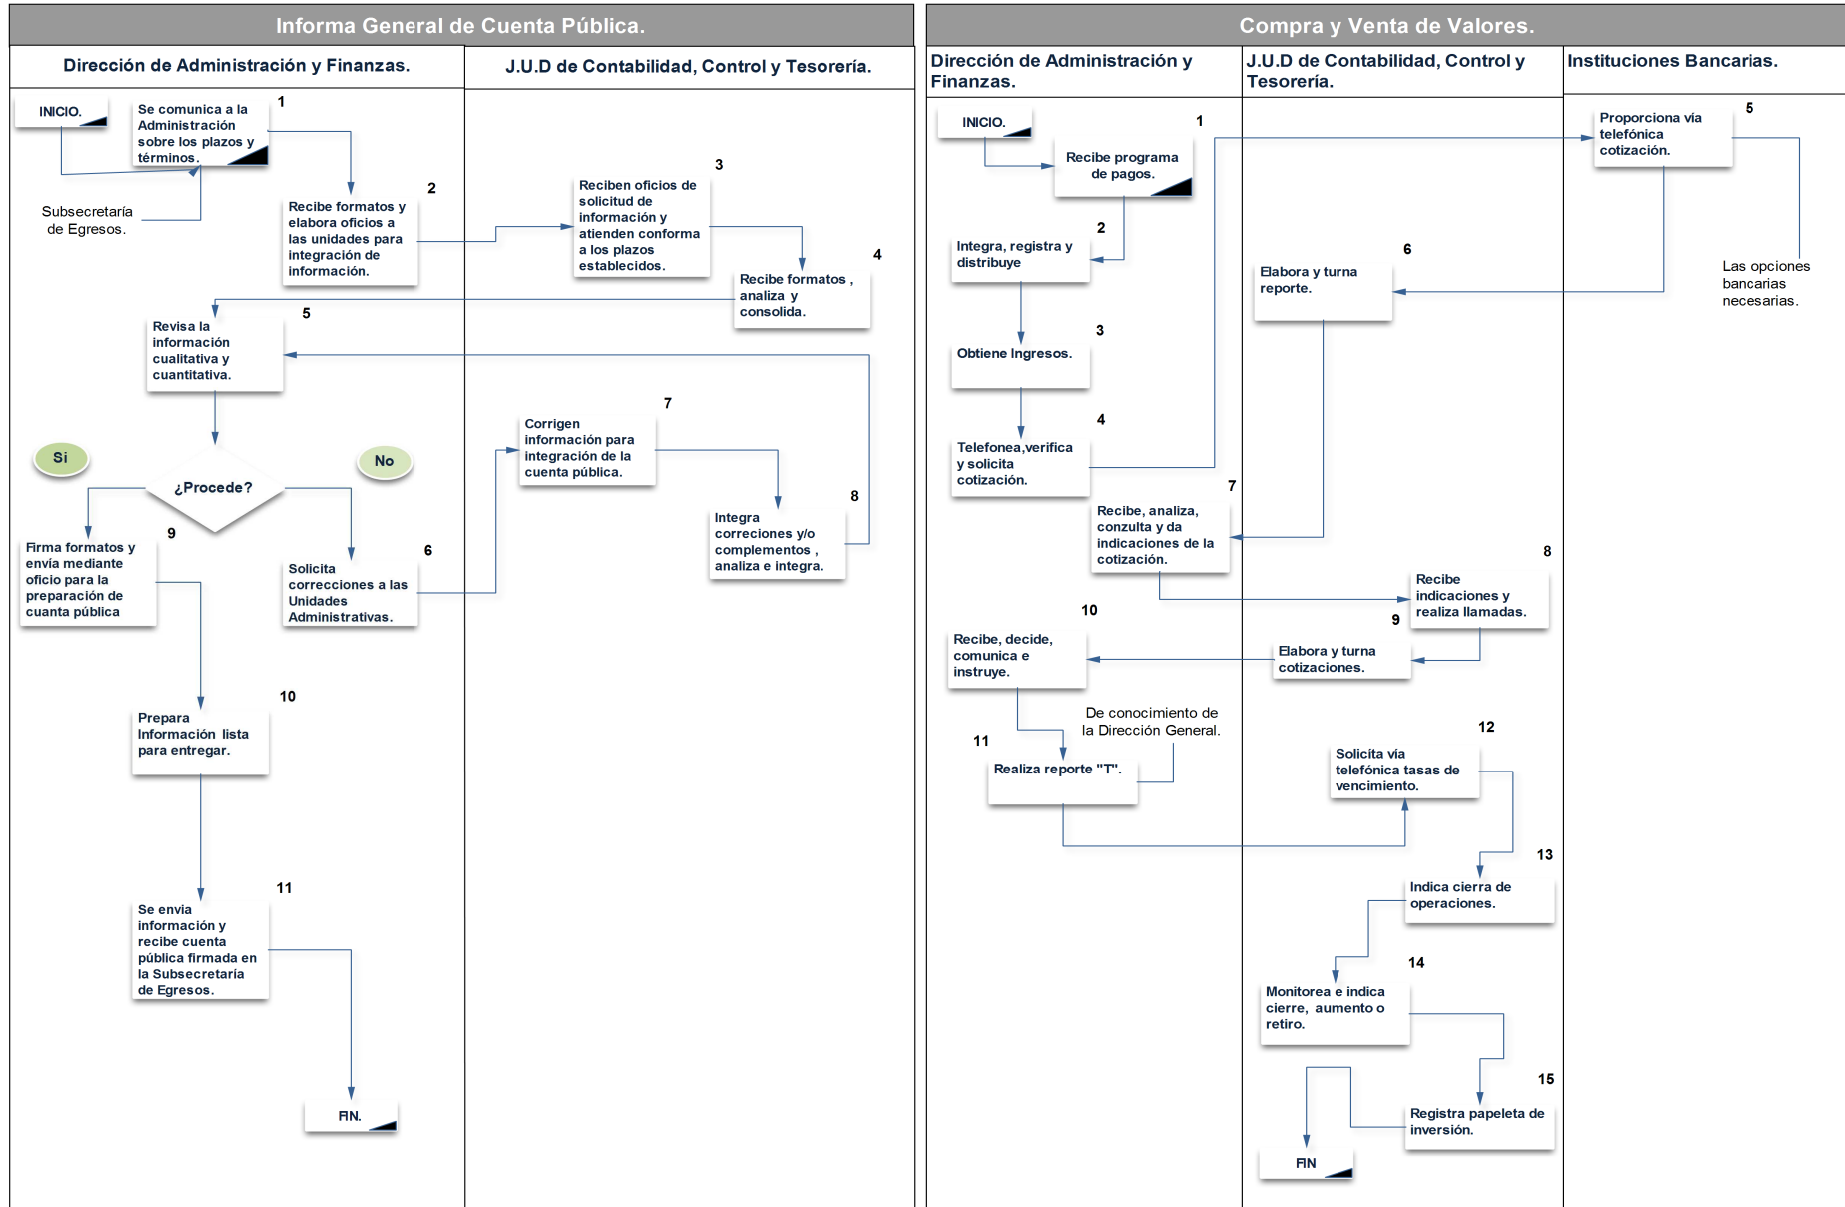 Informa General de Cuenta Pública.
Dirección de Administración y Finanzas.
J.U.D de Contabilidad, Control y Tesorería.
INICIO.
Se comunica a la
Administración
sobre los plazos y
términos.
1
Subsecretaría
de Egresos.
2
Recibe formatos y
elabora oficios a
las unidades para
integración de
información.
3
Reciben oficios de
solicitud de
información y
atienden conforma
a los plazos
establecidos.
4
Recibe formatos ,
analiza y
consolida.
5
Revisa la
información
cualitativa y
cuantitativa.
Si
No
¿Procede?
6
Solicita
correcciones a las
Unidades
Administrativas.
7
Corrigen
información para
integración de la
cuenta pública.
8
Integra
correciones y/o
complementos ,
analiza e integra.
9
Firma formatos y
envía mediante
oficio para la
preparación de
cuanta pública
10
Prepara
Información lista
para entregar.
11
Se envia
información y
recibe cuenta
pública firmada en
la Subsecretaría
de Egresos.
FIN.
Compra y Venta de Valores.
Dirección de Administración y
Finanzas.
J.U.D de Contabilidad, Control y
Tesorería.
Instituciones Bancarias.
INICIO.
1
Recibe programa
de pagos.
2
Integra, registra y
distribuye
3
Obtiene Ingresos.
4
Telefonea,verifica
y solicita
cotización.
5
Proporciona vía
telefónica
cotización.
Las opciones
bancarias
necesarias.
6
Elabora y turna
reporte.
7
Recibe, analiza,
conzulta y da
indicaciones de la
cotización.
8
Recibe
indicaciones y
realiza llamadas.
9
Elabora y turna
cotizaciones.
10
Recibe, decide,
comunica e
instruye.
De conocimiento de
la Dirección General.
11
Realiza reporte "T".
12
Solicita vía
telefónica tasas de
vencimiento.
13
Indica cierra de
operaciones.
14
Monitorea e indica
cierre, aumento o
retiro.
15
Registra papeleta de
inversión.
FIN